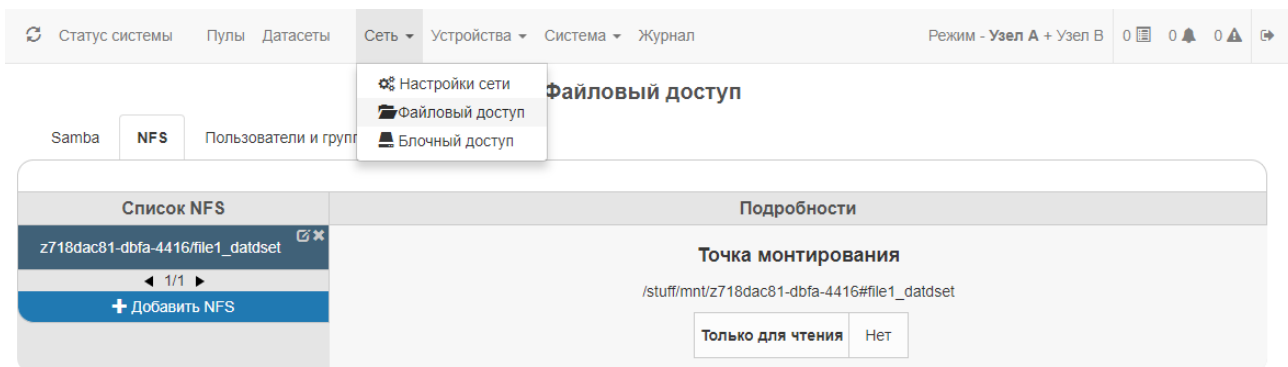 Статус системы Пулы Датасеты Сеть Устройства Система Журнал Режим - Узел A + Узел B 0 0 0
Настройки сети
Файловый доступ
Блочный доступ
Файловый доступ
Samba NFS Пользователи и групп
Список NFS Подробности
z718dac81-dbfa-4416/file1_datdset
1/1
Добавить NFS
Точка монтирования
/stuff/mnt/z718dac81-dbfa-4416#file1_datdset
Только для чтения Нет